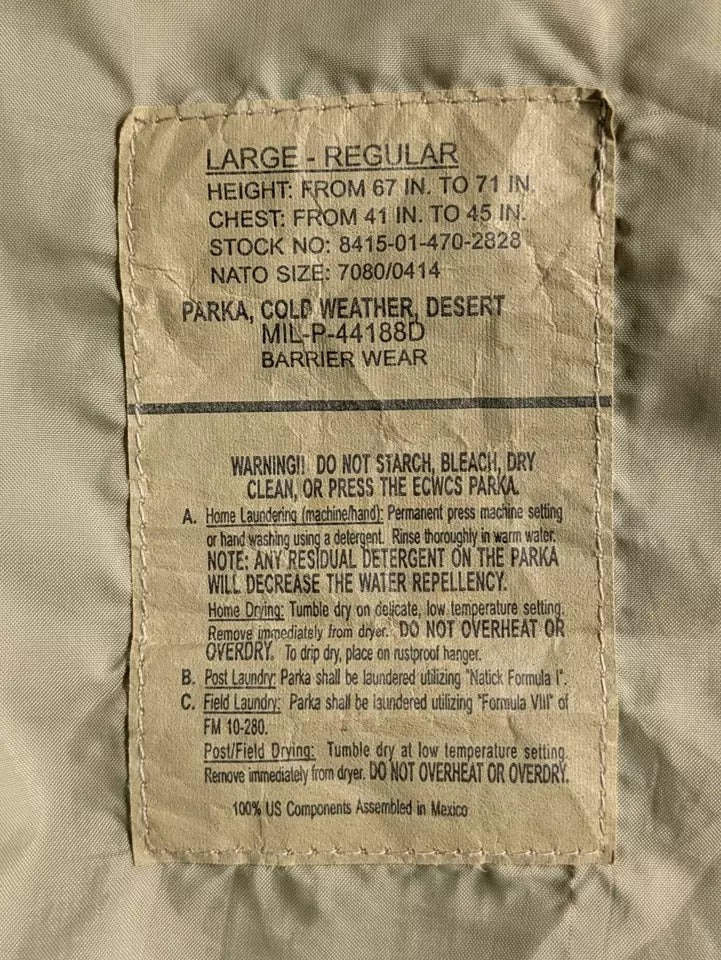 LARGE - REGULAR
HEIGHT: FROM 67 IN. TO 71 IN.
CHEST: FROM 41 IN. TO 45 IN.
STOCK NO: 8415-01-470-2828
NATO SIZE: 7080/0414
PARKA, COLD WEATHER, DESERT
MIL-P-44188D
BARRIER WEAR
WARNING!! DO NOT STARCH, BLEACH, DRY
CLEAN, OR PRESS THE ECWCS PARKA.
A. Home Laundering (machine/hand): Permanent press machine setting
or hand washing using a detergent. Rinse thoroughly in warm water.
NOTE: ANY RESIDUAL DETERGENT ON THE PARKA
WILL DECREASE THE WATER REPELLENCY.
Home Drying: Tumble dry on delicate, low temperature setting.
Remove immediately from dryer. DO NOT OVERHEAT OR
OVERDRY. To drip dry, place on rustproof hanger.
B. Post Laundry: Parka shall be laundered utilizing "Natick Formula I".
C. Field Laundry: Parka shall be laundered utilizing "Formula VIII" of
FM 10-280.
Post/Field Drying: Tumble dry at low temperature setting.
Remove immediately from dryer. DO NOT OVERHEAT OR OVERDRY.
100% US Components Assembled in Mexico